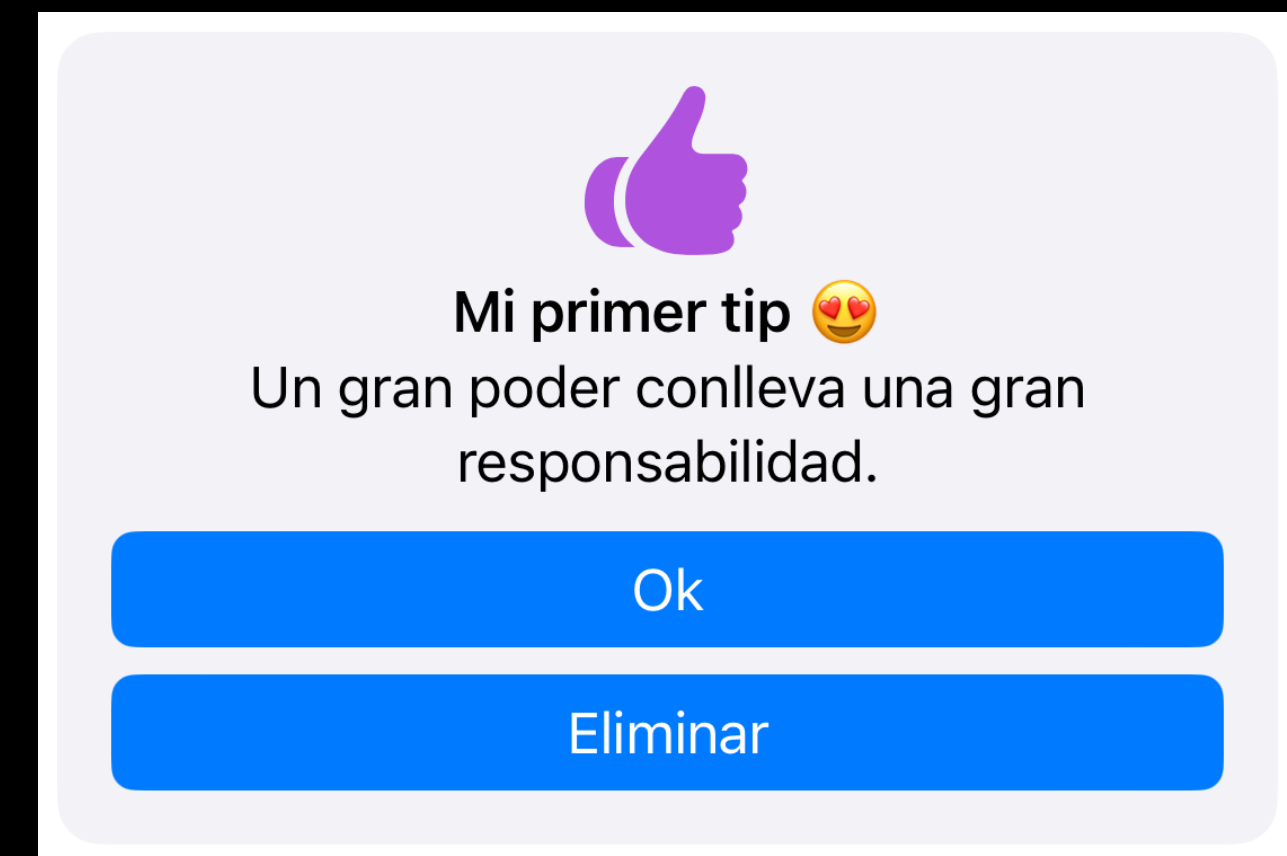 Mi primer tip 😍
Un gran poder conlleva una gran
responsabilidad.
Ok
Eliminar